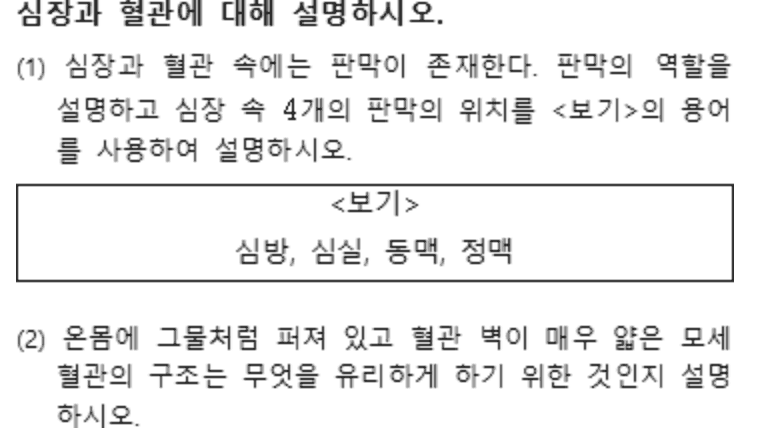 심장과 혈관에 대해 설명하시오.
(1) 심장과 혈관 속에는 판막이 존재한다. 판막의 역할을
설명하고 심장 속 4개의 판막의 위치를 <보기>의 용어
를 사용하여 설명하시오.
<보기>
심방, 심실, 동맥, 정맥
(2) 온몸에 그물처럼 퍼져 있고 혈관 벽이 매우 얇은 모세
혈관의 구조는 무엇을 유리하게 하기 위한 것인지 설명
하시오.